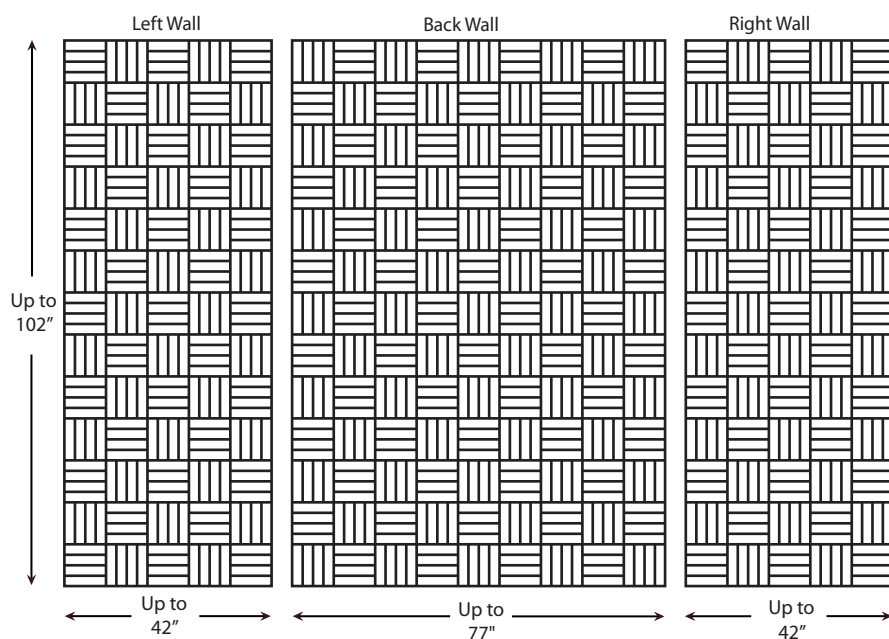 Left Wall
Back Wall
Right Wall
Up to
102”
Up to
42”
Up to
77"
Up to
42”